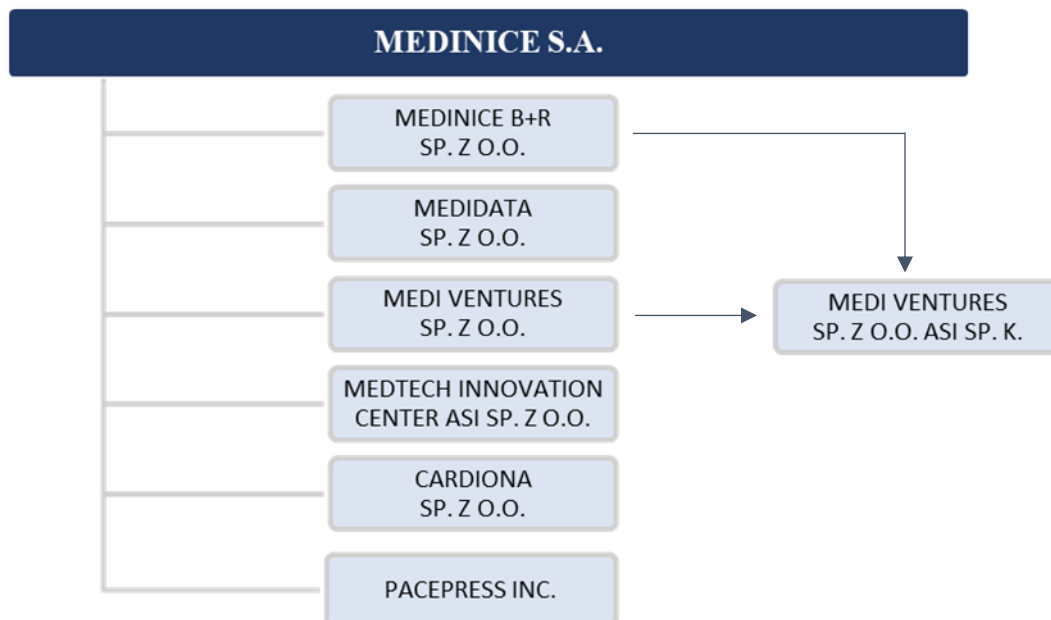 MEDINICE S.A.
MEDINICE B+R
SP. Z O.O.
MEDIDATA
SP. Z O.O.
MEDI VENTURES
SP. Z O.O.
MEDI VENTURES
SP. Z O.O. ASI SP. K.
MEDTECH INNOVATION
CENTER ASI SP. Z O.O.
CARDIONA
SP. Z O.O.
PACEPRESS INC.